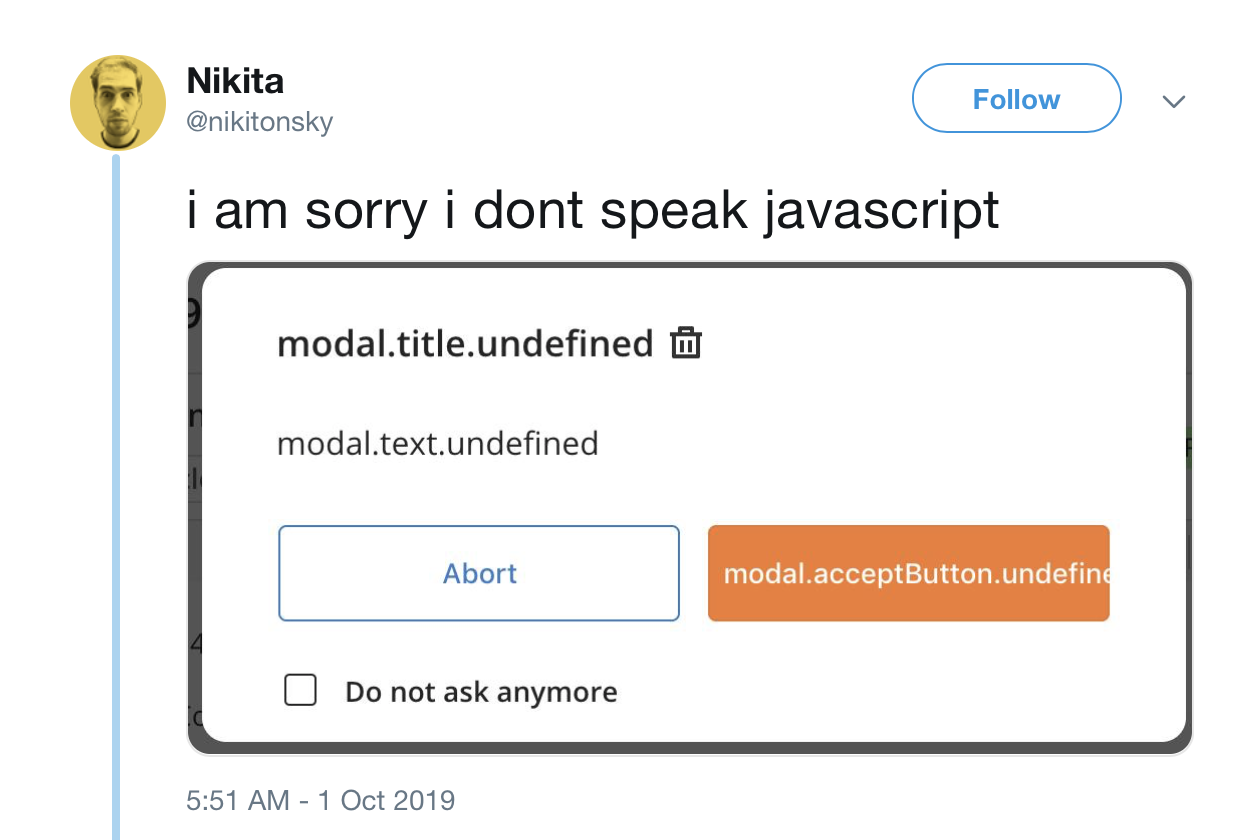 Nikita
@nikitonsky
Follow
i am sorry i dont speak javascript
modal.title.undefined
modal.text.undefined
Abort
modal.acceptButton.undefine
Do not ask anymore
5:51 AM - 1 Oct 2019